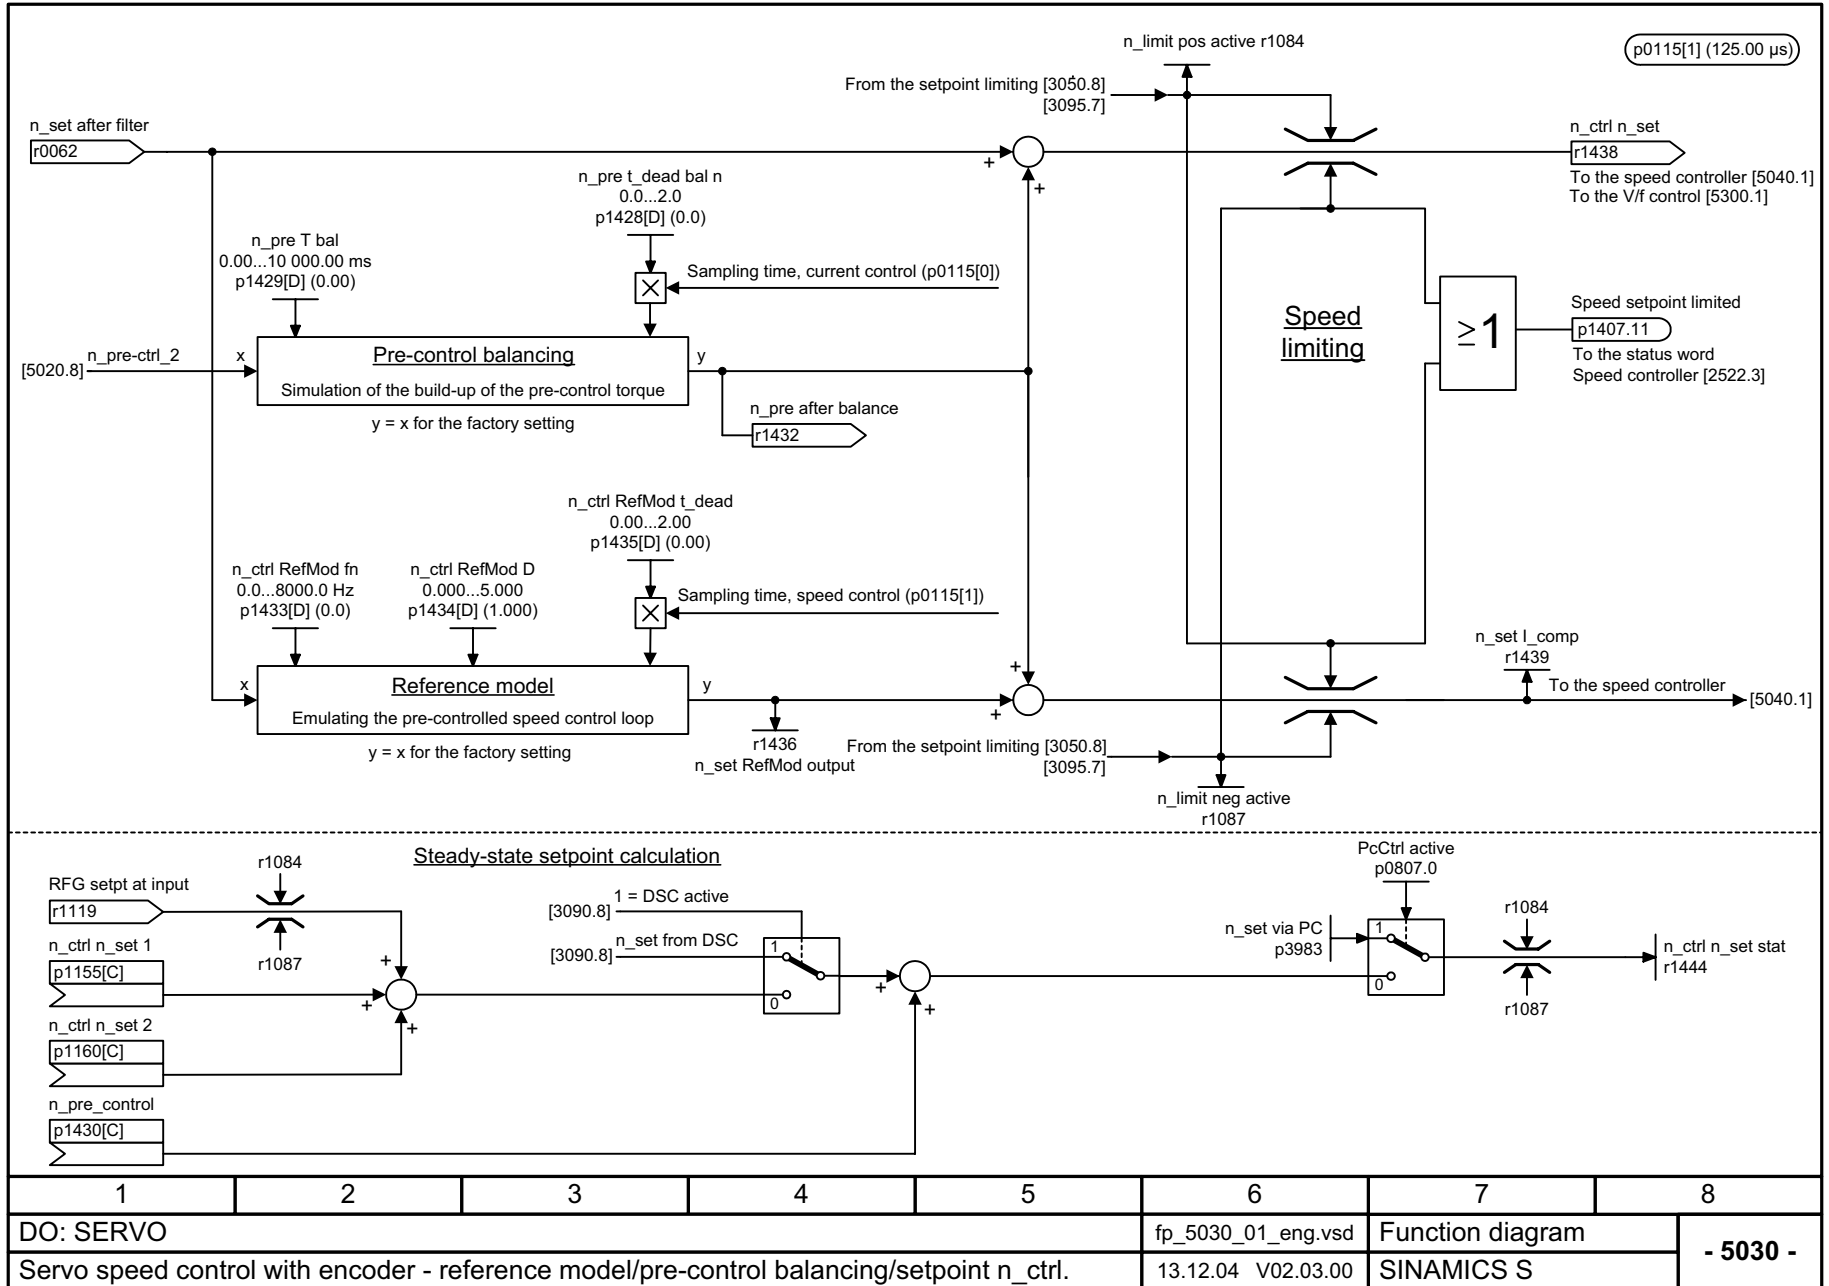 n_limit pos active r1084
p0115[1] (125.00 µs)
From the setpoint limiting [3050.8]
[3095.7]
n_set after filter
r0062
n_ctrl n_set
r1438
To the speed controller [5040.1]
To the V/f control [5300.1]
+
+
n_pre t_dead bal n
0.0...2.0
p1428[D] (0.0)
n_pre T bal
0.00...10 000.00 ms
p1429[D] (0.00)
Sampling time, current control (p0115[0])
Speed
limiting
≥1
Speed setpoint limited
p1407.11
To the status word
Speed controller [2522.3]
[5020.8]
n_pre-ctrl_2
x
Pre-control balancing
Simulation of the build-up of the pre-control torque
y
y = x for the factory setting
n_pre after balance
r1432
n_ctrl RefMod t_dead
0.00...2.00
p1435[D] (0.00)
n_ctrl RefMod fn
0.0...8000.0 Hz
p1433[D] (0.0)
n_ctrl RefMod D
0.000...5.000
p1434[D] (1.000)
Sampling time, speed control (p0115[1])
x
Reference model
Emulating the pre-controlled speed control loop
y
y = x for the factory setting
r1436
n_set RefMod output
+
+
n_set I_comp
r1439
To the speed controller
[5040.1]
From the setpoint limiting [3050.8]
[3095.7]
n_limit neg active
r1087
Steady-state setpoint calculation
RFG setpt at input
r1119
r1084
r1087
n_ctrl n_set 1
p1155[C]
n_ctrl n_set 2
p1160[C]
n_pre_control
p1430[C]
+
+
+
1 = DSC active
[3090.8]
n_set from DSC
[3090.8]
1
0
+
+
PcCtrl active
p0807.0
n_set via PC
p3983
1
0
r1084
r1087
n_ctrl n_set stat
r1444
1 2 3 4 5 6 7 8
DO: SERVO
fp_5030_01_eng.vsd
Function diagram
- 5030 -
Servo speed control with encoder - reference model/pre-control balancing/setpoint n_ctrl.
13.12.04 V02.03.00
SINAMICS S